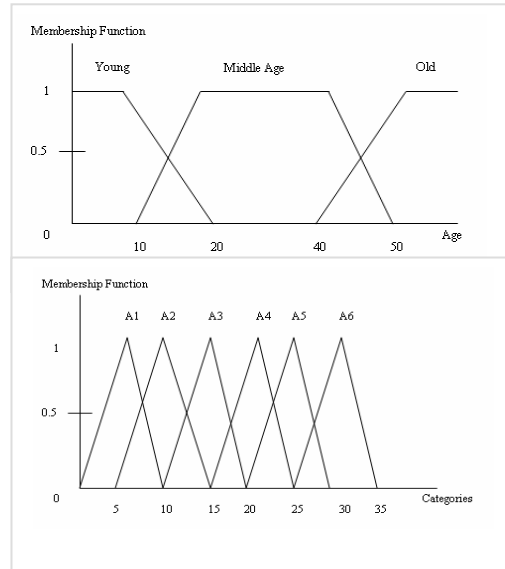 Membership Function
Young Middle Age Old
1
0.5
0
10 20 40 50 Age
Membership Function
A1 A2 A3 A4 A5 A6
1
0.5
0
5 10 15 20 25 30 35 Categories